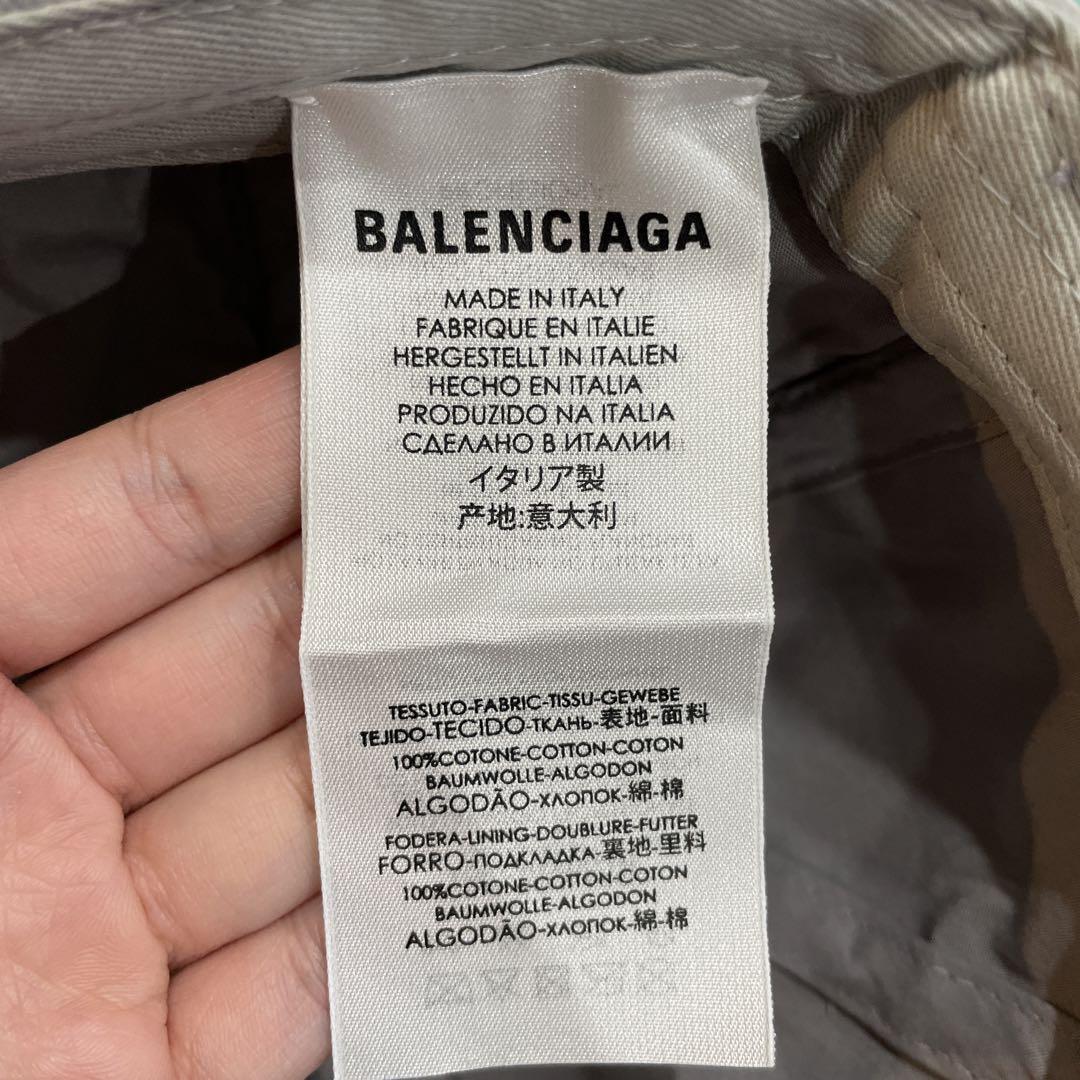 BALENCIAGA
MADE IN ITALY
FABRIQUE EN ITALIE
HERGESTELLT IN ITALIEN
HECHO EN ITALIA
PRODUZIDO NA ITALIA
СДЕЛАНО В ИТАЛИИ
イタリア製
产地:意大利
TESSUTO-FABRIC-TISSU-GEWEBE
TEJIDO-TECIDO-ТКАНЬ-表地-面料
100%COTONE-COTTON-COTON
BAUMWOLLE-ALGODON
ALGODÃO-ХЛОПОК-綿-棉
FODERA-LINING-DOUBLURE-FUTTER
FORRO-ПОДКЛАДКА-裏地-里料
100%COTONE-COTTON-COTON
BAUMWOLLE-ALGODON
ALGODÃO-ХЛОПОК-綿-棉